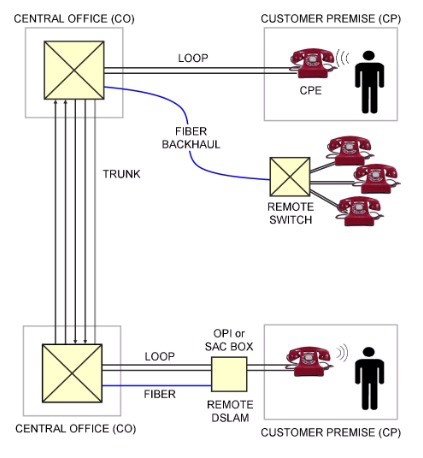 CENTRAL OFFICE (CO)
CUSTOMER PREMISE (CP)
LOOP
CPE
FIBER
BACKHAUL
TRUNK
REMOTE
SWITCH
OPI or
SAC BOX
LOOP
FIBER
REMOTE
DSLAM
CENTRAL OFFICE (CO)
CUSTOMER PREMISE (CP)